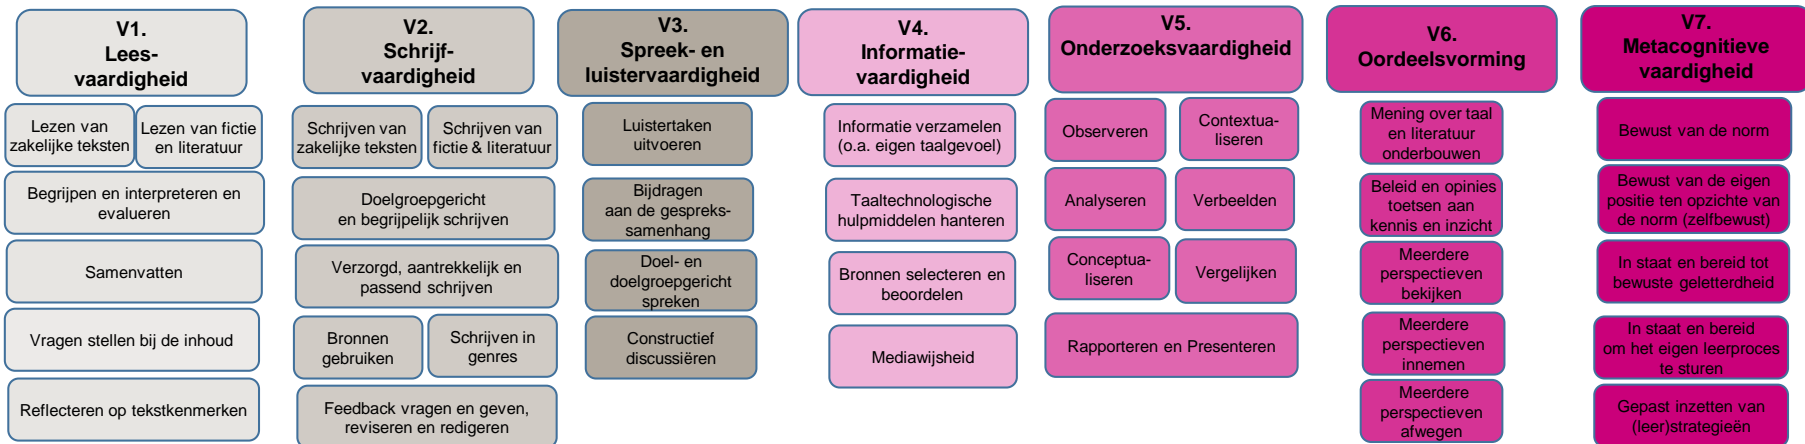 V1.
Lees-
vaardigheid
Lezen van
zakelijke teksten
Lezen van fictie
en literatuur
Begrijpen en interpreteren en
evalueren
Samenvatten
Vragen stellen bij de inhoud
Reflecteren op tekstkenmerken
V2.
Schrijf-
vaardigheid
Schrijven van
zakelijke teksten
Schrijven van
fictie & literatuur
Doelgroepgericht
en begrijpelijk schrijven
Verzorgd, aantrekkelijk en
passend schrijven
Bronnen
gebruiken
Schrijven in
genres
Feedback vragen en geven,
reviseren en redigeren
V3.
Spreek- en
luistervaardigheid
Luistertaken
uitvoeren
Bijdragen
aan de gespreks-
samenhang
Doel- en
doelgroepgericht
spreken
Constructief
discussiëren
V4.
Informatie-
vaardigheid
Informatie verzamelen
(o.a. eigen taalgevoel)
Taaltechnologische
hulpmiddelen hanteren
Bronnen selecteren en
beoordelen
Mediawijsheid
V5.
Onderzoeksvaardigheid
Observeren
Contextua-
liseren
Analyseren
Verbeelden
Conceptua-
liseren
Vergelijken
Rapporteren en Presenteren
V6.
Oordeelsvorming
Mening over taal
en literatuur
onderbouwen
Beleid en opinies
toetsen aan
kennis en inzicht
Meerdere
perspectieven
bekijken
Meerdere
perspectieven
innemen
Meerdere
perspectieven
afwegen
V7.
Metacognitieve
vaardigheid
Bewust van de norm
Bewust van de eigen
positie ten opzichte van
de norm (zelfbewust)
In staat en bereid tot
bewuste geletterdheid
In staat en bereid
om het eigen leerproces
te sturen
Gepast inzetten van
(leer)strategieën